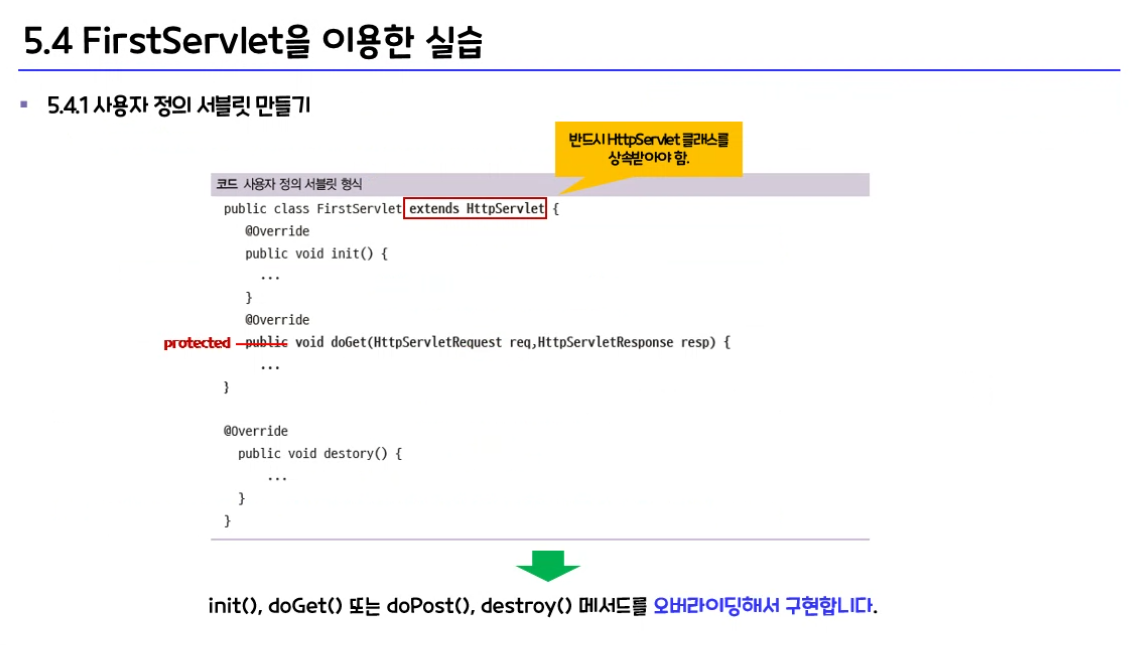 5.4 FirstServlet을 이용한 실습
5.4.1 사용자 정의 서블릿 만들기
반드시 HttpServlet 클래스를
상속받아야 함.
코드 사용자 정의 서블릿 형식
public class FirstServlet extends HttpServlet {
@Override
public void init() {
...
}
@Override
protected public void doGet(HttpServletRequest req,HttpServletResponse resp) {
...
}
@Override
public void destory() {
...
}
}
init(), doGet() 또는 doPost(), destroy() 메서드를 오버라이딩해서 구현합니다.